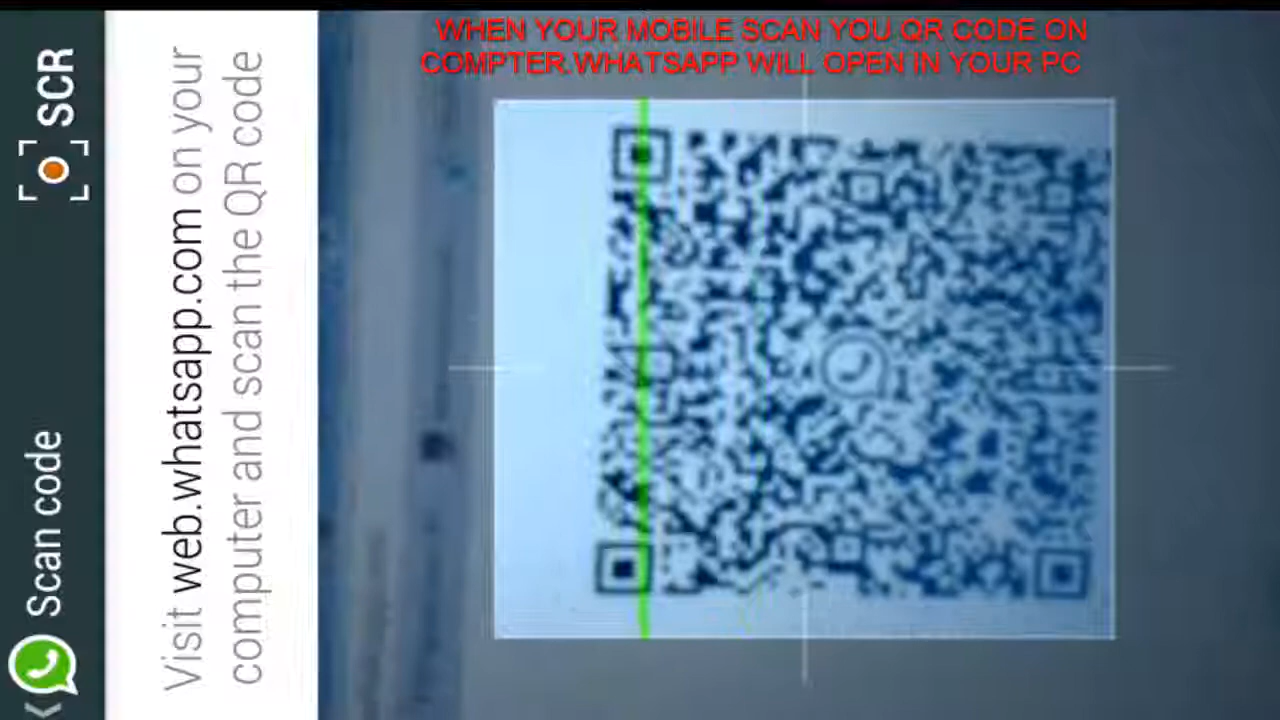 WHEN YOUR MOBILE SCAN YOU QR CODE ON
COMPTER.WHATSAPP WILL OPEN IN YOUR PC
Scan code
SCR
Visit web.whatsapp.com on your
computer and scan the QR code